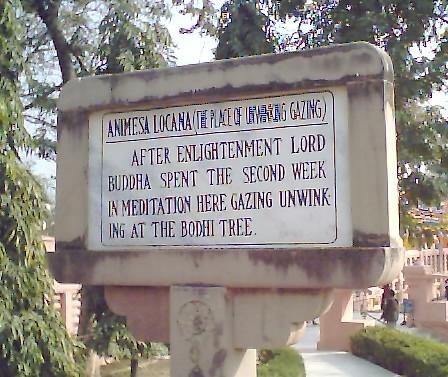 ANIMESA LOCANA (THE PLACE OF UNWINKING GAZING)
AFTER ENLIGHTENMENT LORD
BUDDHA SPENT THE SECOND WEEK
IN MEDITATION HERE GAZING UNWINK-
ING AT THE BODHI TREE.